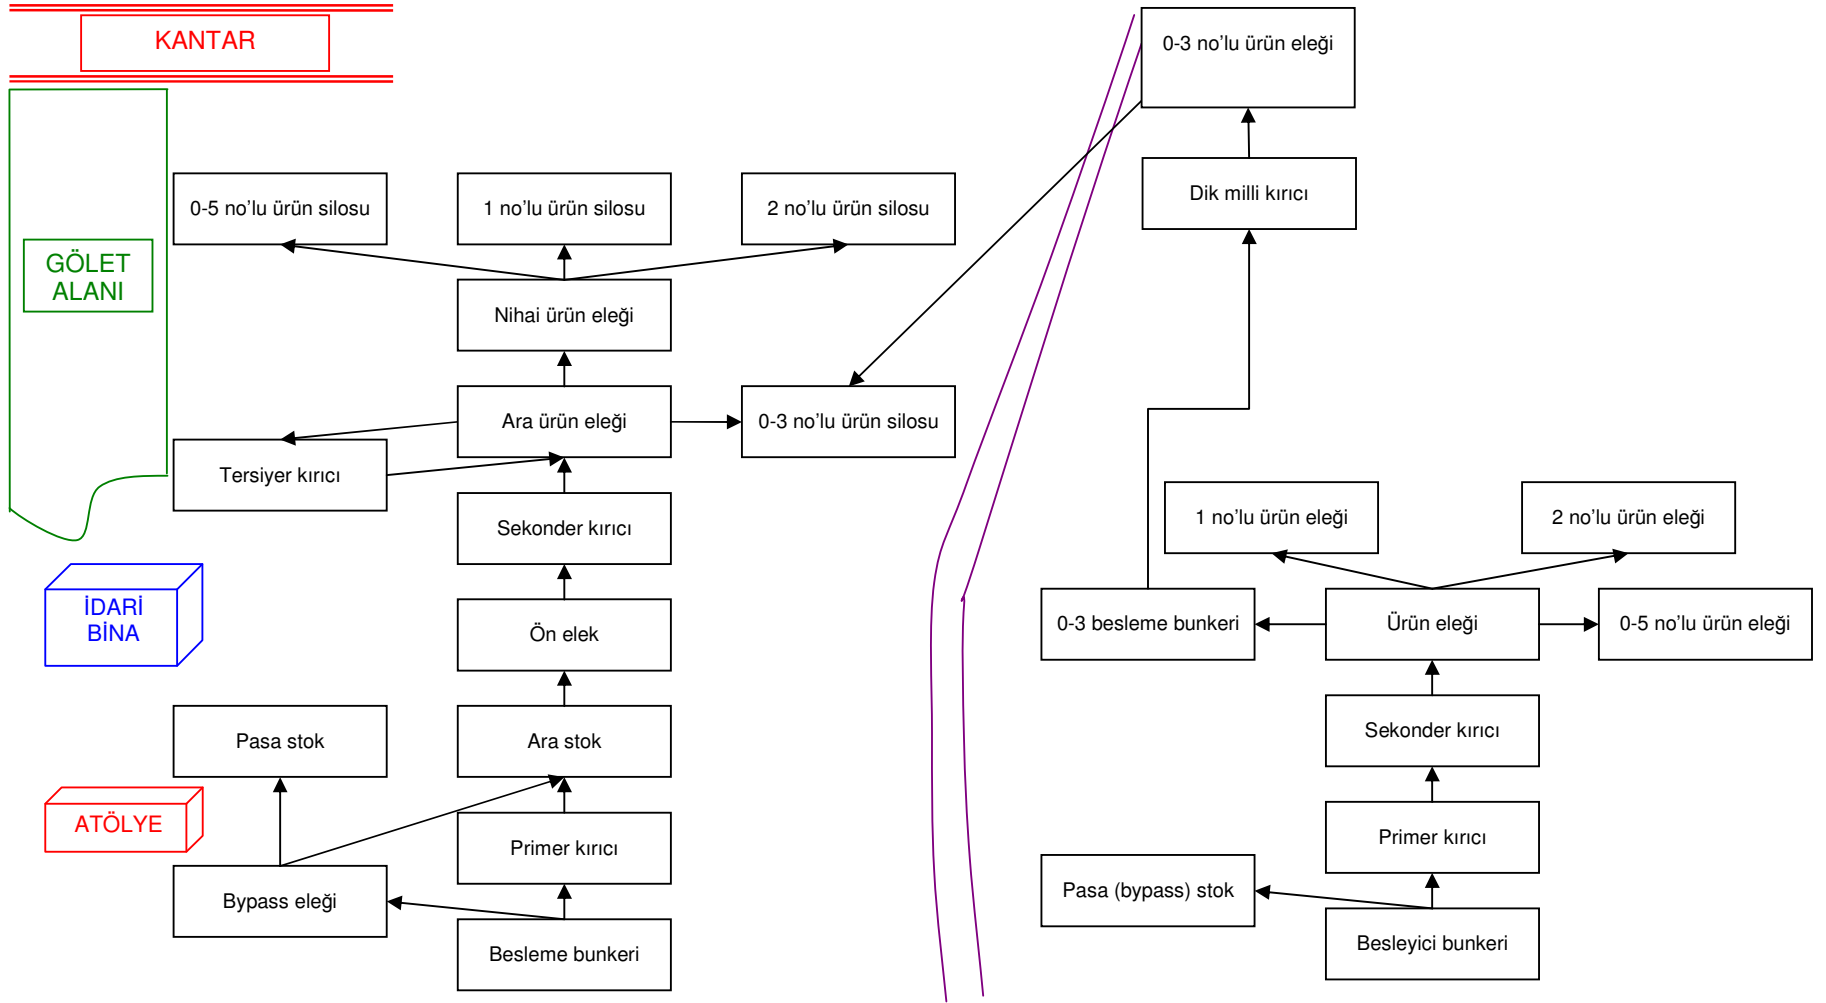 KANTAR
0-3 no’lu ürün eleği
Dik milli kırıcı
0-5 no’lu ürün silosu
1 no’lu ürün silosu
2 no’lu ürün silosu
GÖLET
ALANI
Nihai ürün eleği
Ara ürün eleği
0-3 no’lu ürün silosu
Tersiyer kırıcı
Sekonder kırıcı
1 no’lu ürün eleği
2 no’lu ürün eleği
İDARİ
BİNA
Ön elek
0-3 besleme bunkeri
Ürün eleği
0-5 no’lu ürün eleği
Pasa stok
Ara stok
Sekonder kırıcı
ATÖLYE
Primer kırıcı
Primer kırıcı
Bypass eleği
Pasa (bypass) stok
Besleme bunkeri
Besleyici bunkeri